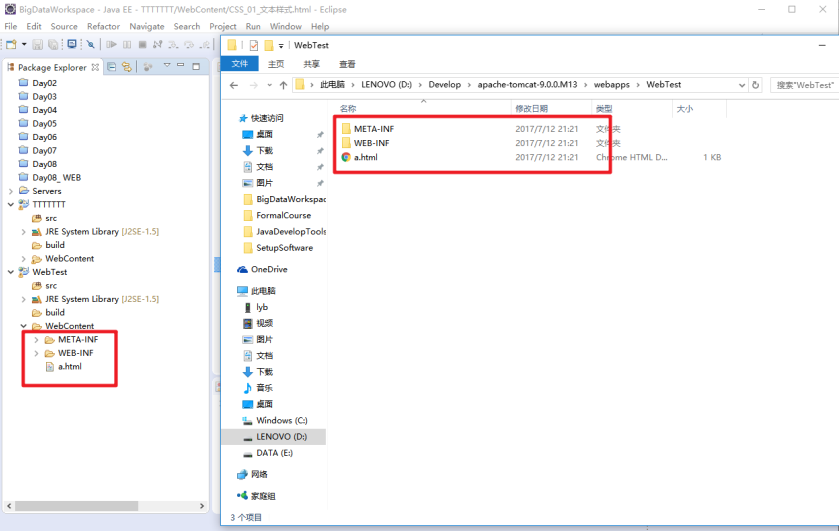 BigDataWorkspace - Java EE - TTTTTTT/WebContent/CSS_01_文本样式.html - Eclipse
File Edit Source Refactor Navigate Search Project Run Window Help
Package Explorer
Day02
Day03
Day04
Day05
Day06
Day07
Day08
Day08_WEB
Servers
TTTTTTT
src
JRE System Library [J2SE-1.5]
build
WebContent
WebTest
src
JRE System Library [J2SE-1.5]
build
WebContent
META-INF
WEB-INF
a.html
WebTest
文件 主页 共享 查看
此电脑 > LENOVO (D:) > Develop > apache-tomcat-9.0.0.M13 > webapps > WebTest
搜索"WebTest"
名称 修改日期 类型 大小
META-INF 2017/7/12 21:21 文件夹
WEB-INF 2017/7/12 21:21 文件夹
a.html 2017/7/12 21:21 Chrome HTML D... 1 KB
快速访问
桌面
下载
文档
图片
BigDataWorkspac
FormalCourse
JavaDevelopTools
SetupSoftware
OneDrive
此电脑
lyb
视频
图片
文档
下载
音乐
桌面
Windows (C:)
LENOVO (D:)
DATA (E:)
网络
家庭组
3 个项目